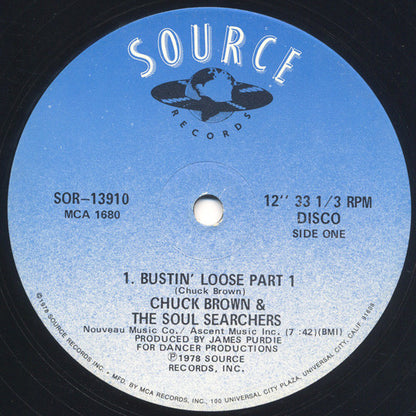 SOURCE
RECORDS
SOR–13910
MCA 1680
12" 33 1/3 RPM
DISCO
SIDE ONE
1. BUSTIN' LOOSE PART 1
(Chuck Brown)
CHUCK BROWN &
THE SOUL SEARCHERS
Nouveau Music Co./ Ascent Music Inc. (7:42)(BMI)
PRODUCED BY JAMES PURDIE
FOR DANCER PRODUCTIONS
Ⓟ1978 SOURCE
RECORDS, INC.
©1978 SOURCE RECORDS INC., MFG. BY MCA RECORDS, INC., 100 UNIVERSAL CITY PLAZA, UNIVERSAL CITY, CALIF. 91608